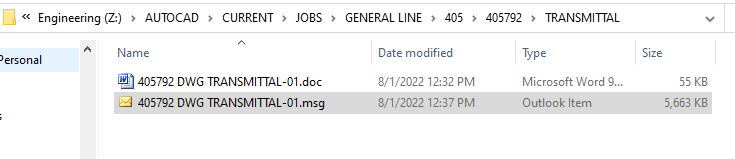 « Engineering (Z:) > AUTOCAD > CURRENT > JOBS > GENERAL LINE > 405 > 405792 > TRANSMITTAL
Personal
Name Date modified Type Size
405792 DWG TRANSMITTAL-01.doc 8/1/2022 12:32 PM Microsoft Word 9... 55 KB
405792 DWG TRANSMITTAL-01.msg 8/1/2022 12:37 PM Outlook Item 5,663 KB